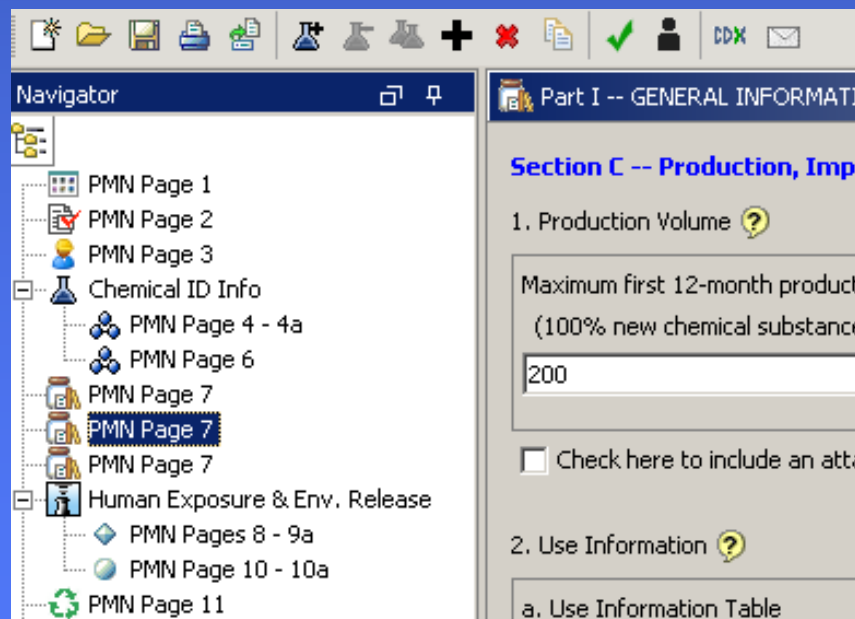 CDX
Navigator
Part I -- GENERAL INFORMATI
PMN Page 1
PMN Page 2
PMN Page 3
Chemical ID Info
PMN Page 4 - 4a
PMN Page 6
PMN Page 7
PMN Page 7
PMN Page 7
Human Exposure & Env. Release
PMN Pages 8 - 9a
PMN Page 10 - 10a
PMN Page 11
Section C -- Production, Imp
1. Production Volume
Maximum first 12-month product
(100% new chemical substance
200
Check here to include an atta
2. Use Information
a. Use Information Table